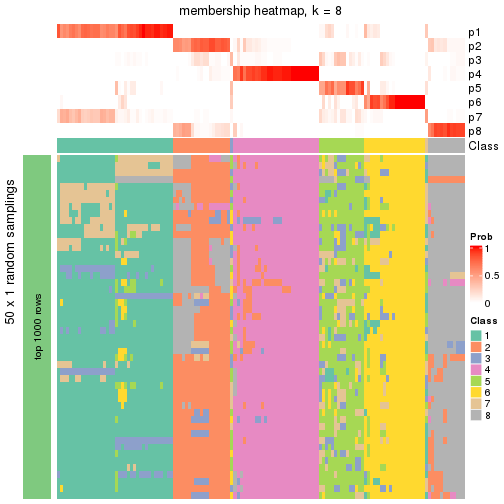 membership heatmap, k = 8
p1
p2
p3
p4
p5
p6
p7
p8
Class
50 x 1 random samplings
top 1000 rows
Prob
1
0.5
0
Class
1
2
3
4
5
6
7
8